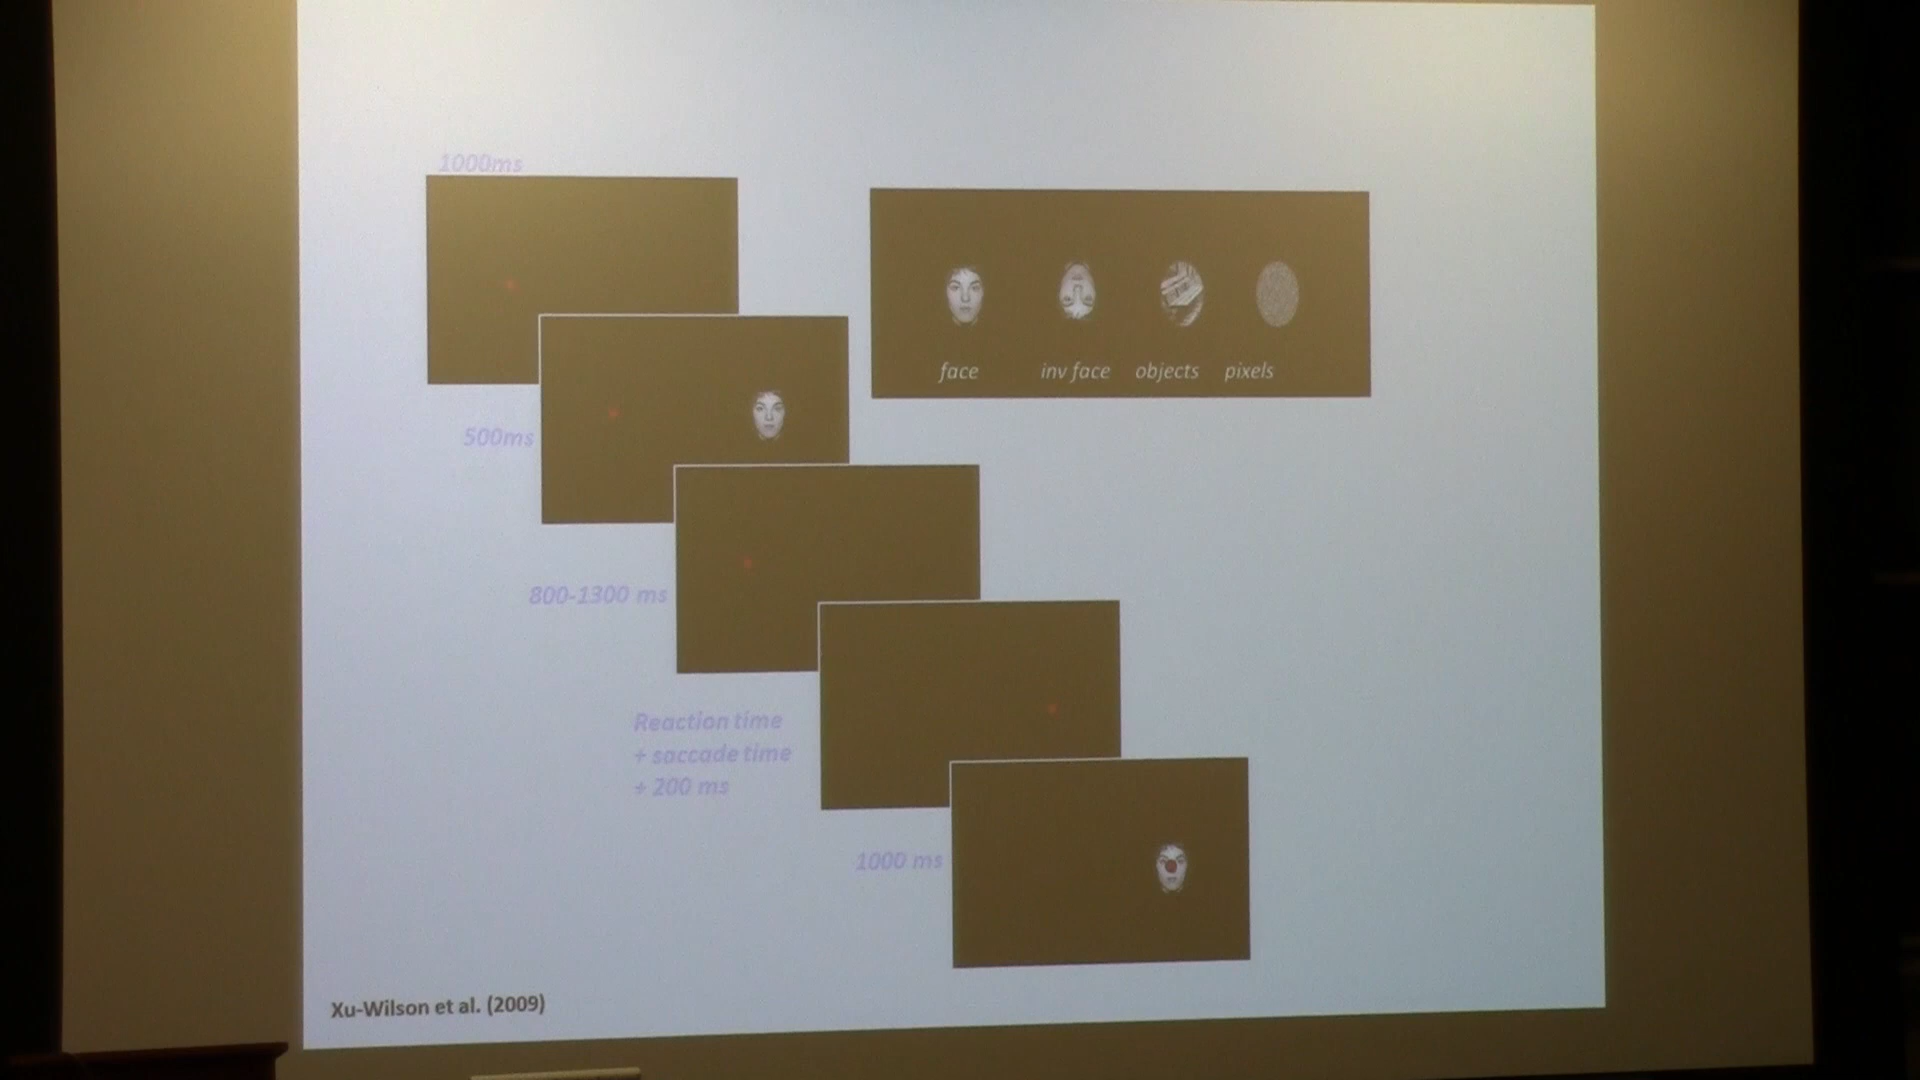 1000ms
face inv face objects pixels
500ms
800-1300 ms
Reaction time
+ saccade time
+ 200 ms
1000 ms
Xu-Wilson et al. (2009)